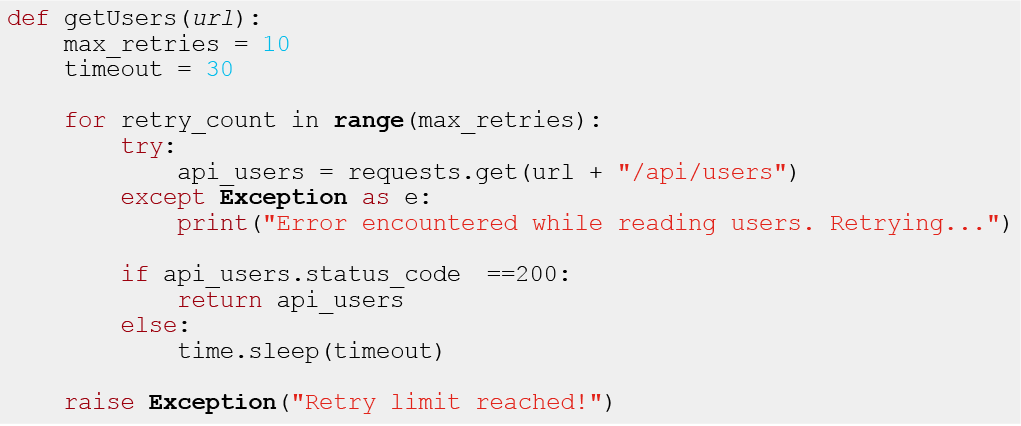 def getUsers(url):
    max_retries = 10
    timeout = 30

    for retry_count in range(max_retries):
        try:
            api_users = requests.get(url + "/api/users")
        except Exception as e:
            print("Error encountered while reading users. Retrying...")

        if api_users.status_code  ==200:
            return api_users
        else:
            time.sleep(timeout)

    raise Exception("Retry limit reached!")